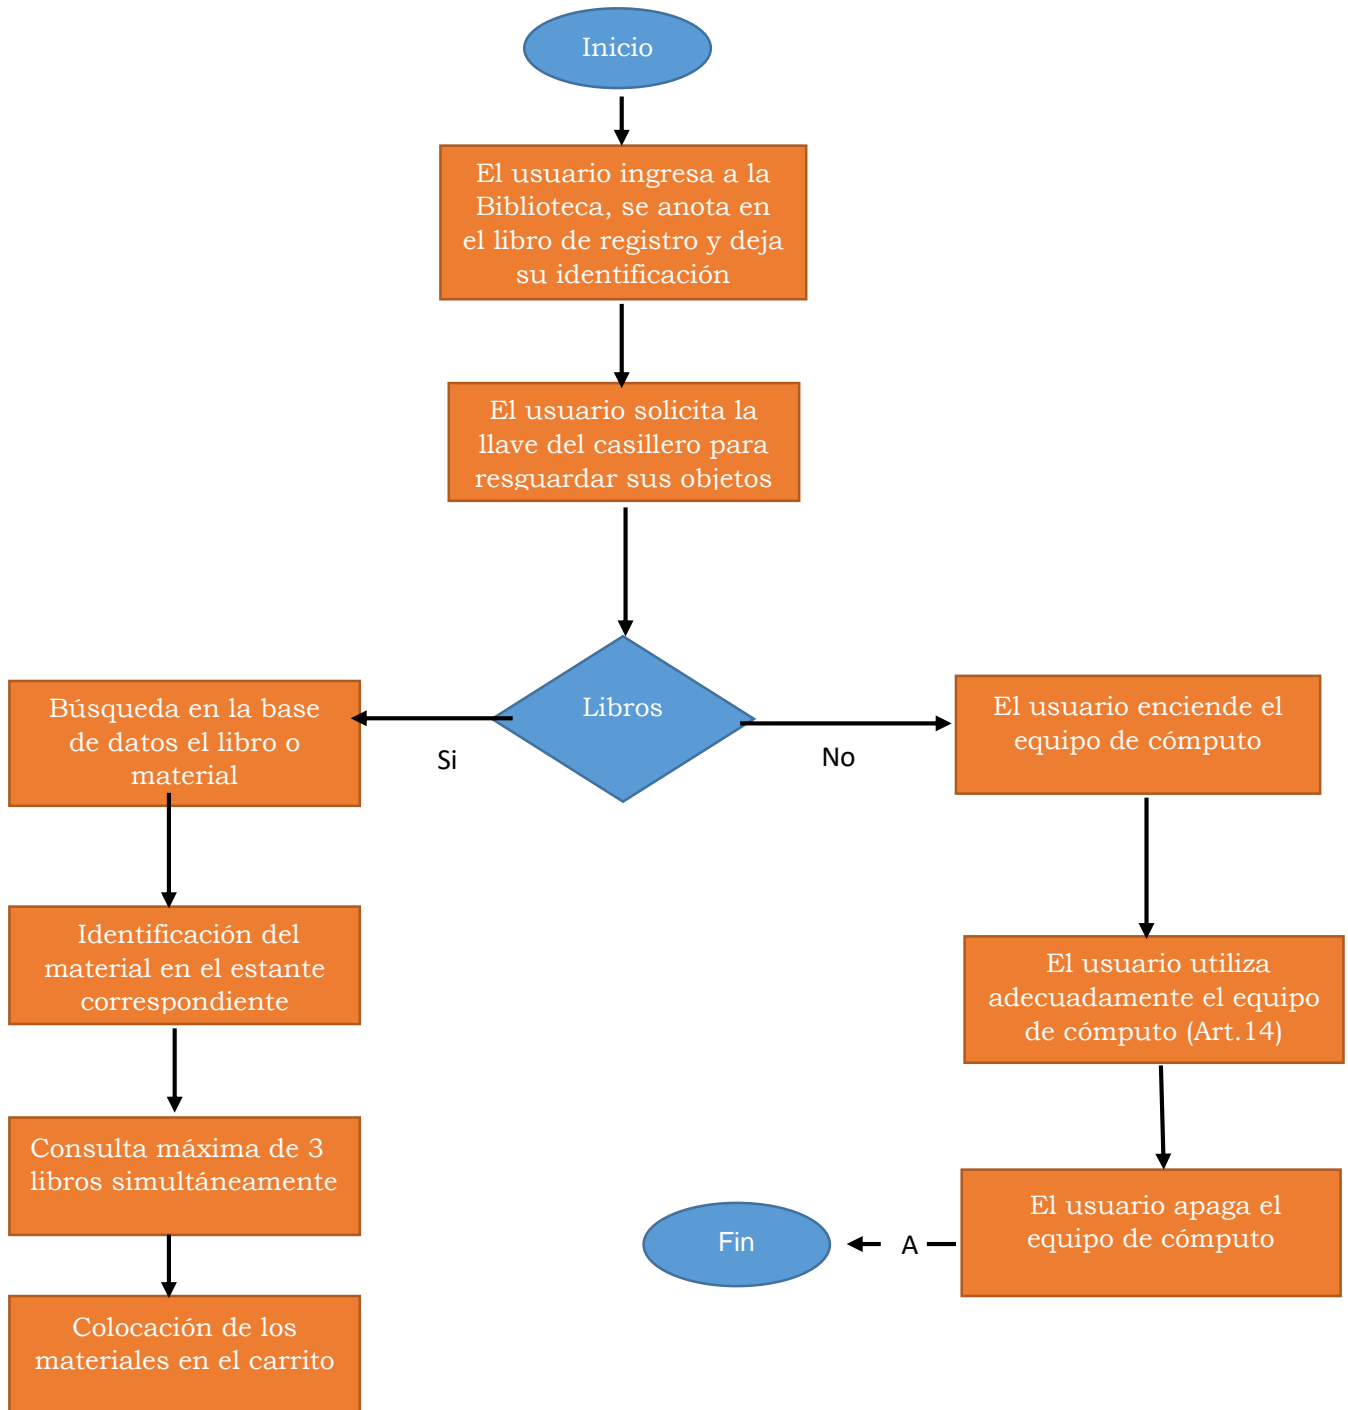 Inicio
El usuario ingresa a la
Biblioteca, se anota en
el libro de registro y deja
su identificación
El usuario solicita la
llave del casillero para
resguardar sus objetos
Libros
Si
No
Búsqueda en la base
de datos el libro o
material
Identificación del
material en el estante
correspondiente
Consulta máxima de 3
libros simultáneamente
Colocación de los
materiales en el carrito
El usuario enciende el
equipo de cómputo
El usuario utiliza
adecuadamente el equipo
de cómputo (Art.14)
El usuario apaga el
equipo de cómputo
A
Fin